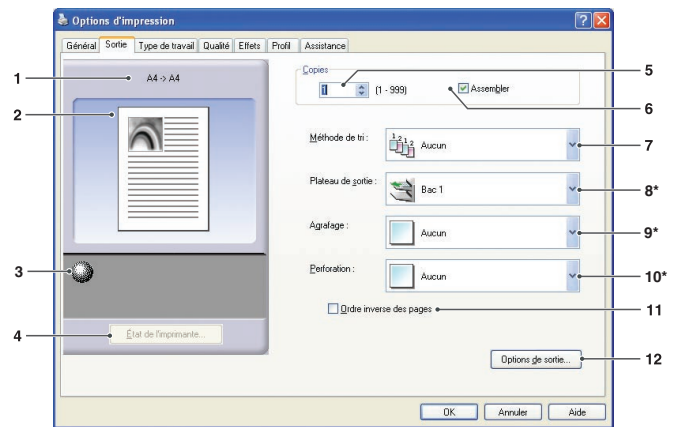 Options d'impression
Général Sortie Type de travail Qualité Effets Profil Assistance
1
A4 -> A4
2
3
4
État de l'imprimante...
Copies
1 (1 - 999)
Assembler
5
6
Méthode de tri :
Aucun
7
Plateau de sortie :
Bac 1
8*
Agrafage :
Aucun
9*
Perforation :
Aucun
10*
Ordre inverse des pages
11
Options de sortie...
12
OK Annuler Aide